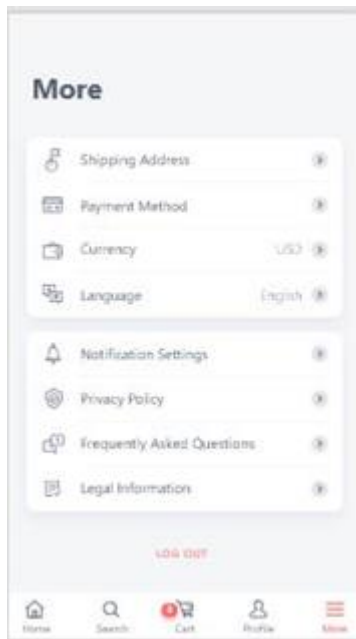 More
Shipping Address
Payment Method
Currency USD
Language English
Notification Settings
Privacy Policy
Frequently Asked Questions
Legal Information
LOG OUT
Home Search Cart Profile More